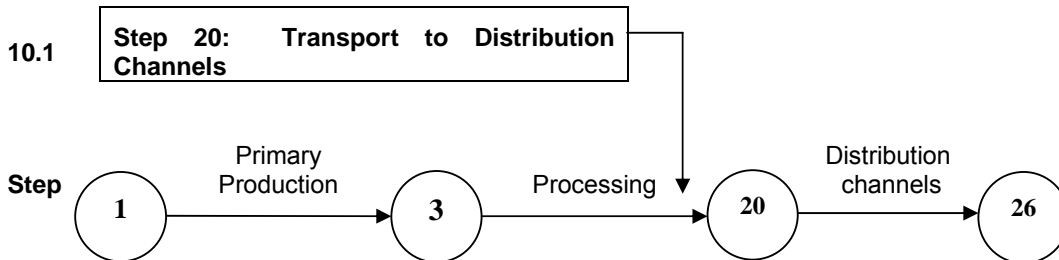 10.1
Step 20: Transport to Distribution
Channels
Primary
Production
Processing
Distribution
channels
Step
1
3
20
26